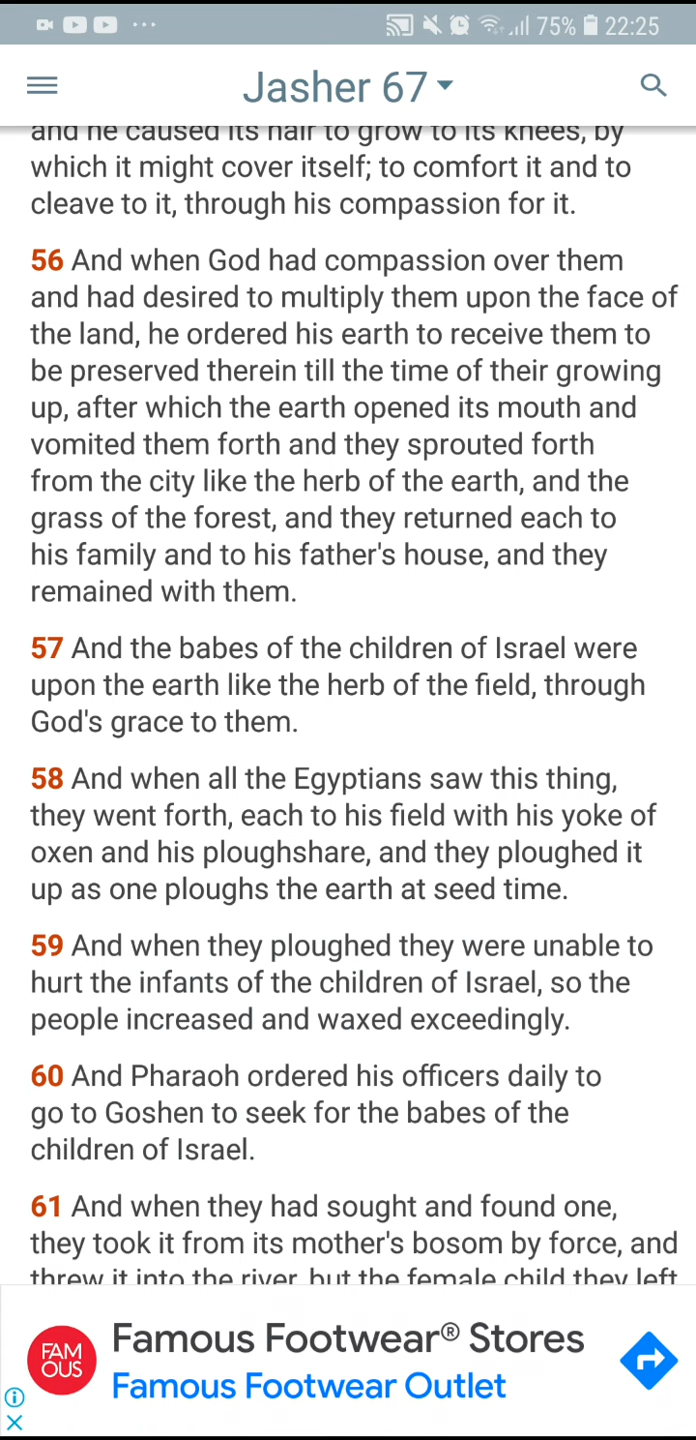 75% 22:25
Jasher 67
and he caused its hair to grow to its knees, by
which it might cover itself; to comfort it and to
cleave to it, through his compassion for it.
56 And when God had compassion over them
and had desired to multiply them upon the face of
the land, he ordered his earth to receive them to
be preserved therein till the time of their growing
up, after which the earth opened its mouth and
vomited them forth and they sprouted forth
from the city like the herb of the earth, and the
grass of the forest, and they returned each to
his family and to his father's house, and they
remained with them.
57 And the babes of the children of Israel were
upon the earth like the herb of the field, through
God's grace to them.
58 And when all the Egyptians saw this thing,
they went forth, each to his field with his yoke of
oxen and his ploughshare, and they ploughed it
up as one ploughs the earth at seed time.
59 And when they ploughed they were unable to
hurt the infants of the children of Israel, so the
people increased and waxed exceedingly.
60 And Pharaoh ordered his officers daily to
go to Goshen to seek for the babes of the
children of Israel.
61 And when they had sought and found one,
they took it from its mother's bosom by force, and
threw it into the river, but the female child they left
FAM
OUS
Famous Footwear® Stores
Famous Footwear Outlet